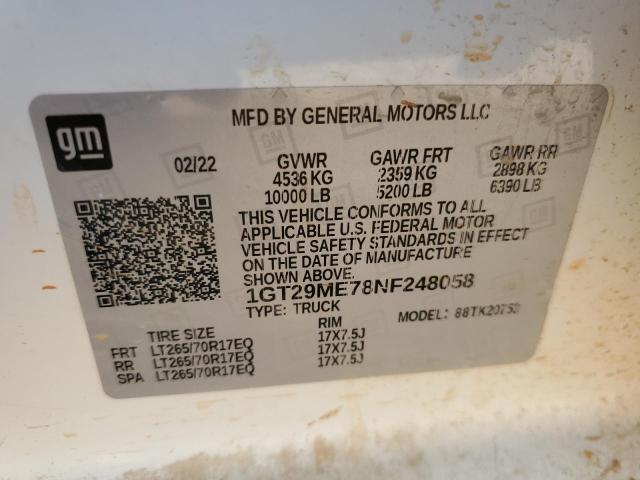 gm
MFD BY GENERAL MOTORS LLC
02/22 GVWR GAWR FRT GAWR RR
4536 KG 2359 KG 2898 KG
10000 LB 5200 LB 6390 LB
THIS VEHICLE CONFORMS TO ALL
APPLICABLE U.S. FEDERAL MOTOR
VEHICLE SAFETY STANDARDS IN EFFECT
ON THE DATE OF MANUFACTURE
SHOWN ABOVE.
1GT29ME78NF248058
TYPE: TRUCK MODEL: 88TK20753
TIRE SIZE RIM
FRT LT265/70R17EQ 17X7.5J
RR LT265/70R17EQ 17X7.5J
SPA LT265/70R17EQ 17X7.5J